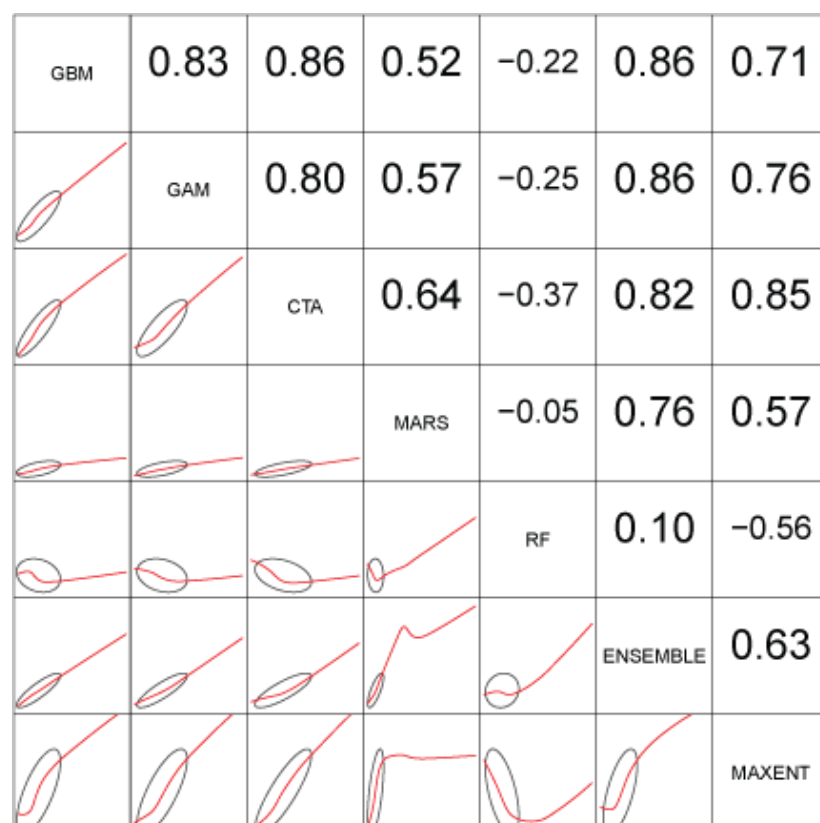 GBM 0.83 0.86 0.52 −0.22 0.86 0.71
GAM 0.80 0.57 −0.25 0.86 0.76
CTA 0.64 −0.37 0.82 0.85
MARS −0.05 0.76 0.57
RF 0.10 −0.56
ENSEMBLE 0.63
MAXENT